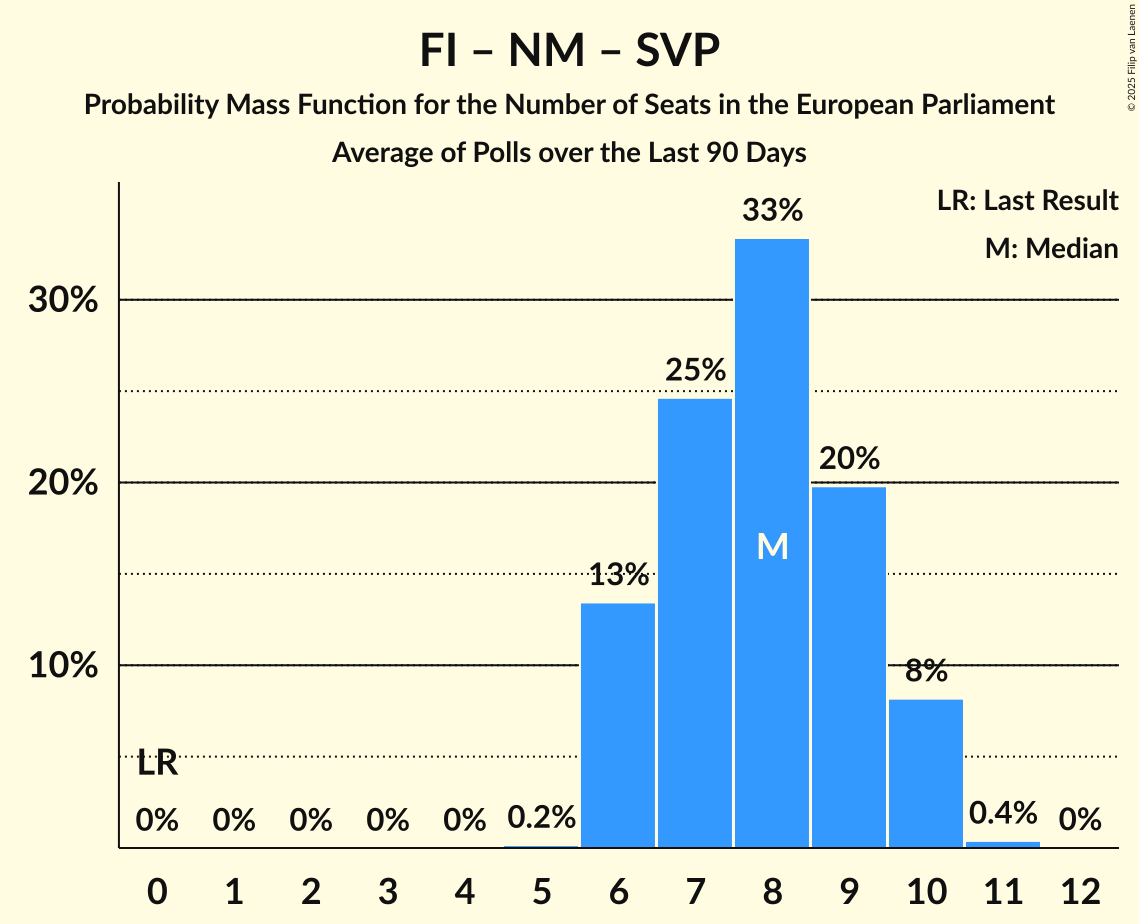 FI – NM – SVP
Probability Mass Function for the Number of Seats in the European Parliament
Average of Polls over the Last 90 Days
© 2025 Filip van Laenen
LR: Last Result
M: Median
33%
30%
25%
20%
20%
M
13%
10%
8%
LR
0% 0% 0% 0% 0% 0.2% 0.4% 0%
0 1 2 3 4 5 6 7 8 9 10 11 12